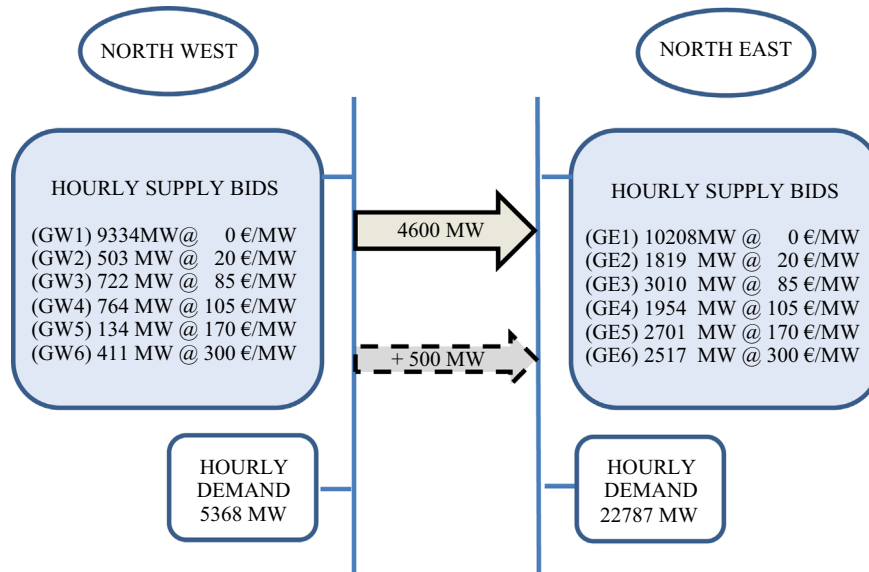 NORTH WEST
NORTH EAST
HOURLY SUPPLY BIDS
(GW1) 9334MW@ 0 €/MW
(GW2) 503 MW @ 20 €/MW
(GW3) 722 MW @ 85 €/MW
(GW4) 764 MW @ 105 €/MW
(GW5) 134 MW @ 170 €/MW
(GW6) 411 MW @ 300 €/MW
4600 MW
+ 500 MW
HOURLY SUPPLY BIDS
(GE1) 10208MW @ 0 €/MW
(GE2) 1819 MW @ 20 €/MW
(GE3) 3010 MW @ 85 €/MW
(GE4) 1954 MW @ 105 €/MW
(GE5) 2701 MW @ 170 €/MW
(GE6) 2517 MW @ 300 €/MW
HOURLY
DEMAND
5368 MW
HOURLY
DEMAND
22787 MW